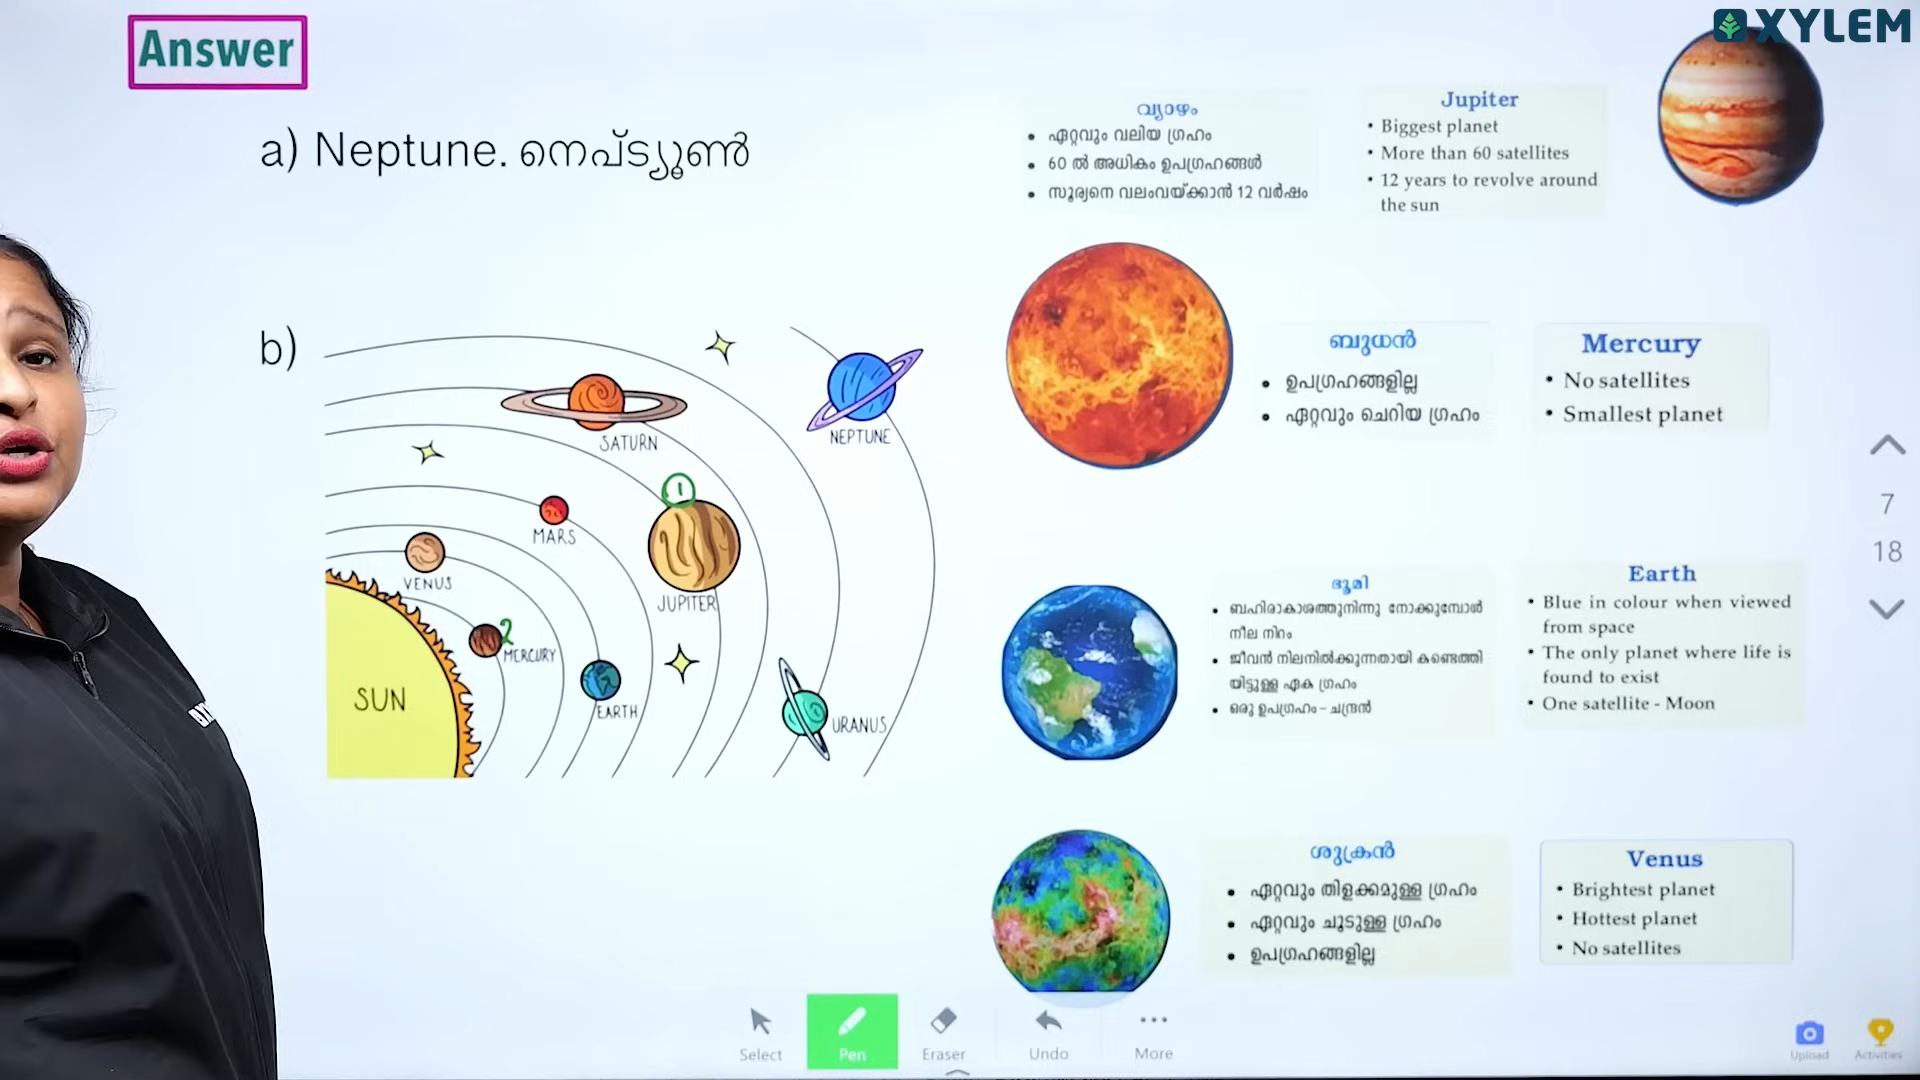 XYLEM
Answer
a) Neptune. നെപ്ട്യൂൺ
വ്യാഴം
• ഏറ്റവും വലിയ ഗ്രഹം
• 60 ൽ അധികം ഉപഗ്രഹങ്ങൾ
• സൂര്യനെ വലംവയ്ക്കാൻ 12 വർഷം
Jupiter
• Biggest planet
• More than 60 satellites
• 12 years to revolve around
the sun
b)
SATURN
NEPTUNE
MARS
VENUS
1
JUPITER
2
MERCURY
SUN
EARTH
URANUS
ബുധൻ
• ഉപഗ്രഹങ്ങളില്ല
• ഏറ്റവും ചെറിയ ഗ്രഹം
Mercury
• No satellites
• Smallest planet
7
18
ഭൂമി
• ബഹിരാകാശത്തുനിന്നു നോക്കുമ്പോൾ
നീല നിറം
• ജീവൻ നിലനിൽക്കുന്നതായി കണ്ടെത്തി
യിട്ടുള്ള ഏക ഗ്രഹം
• ഒരു ഉപഗ്രഹം – ചന്ദ്രൻ
Earth
• Blue in colour when viewed
from space
• The only planet where life is
found to exist
• One satellite - Moon
ശുക്രൻ
• ഏറ്റവും തിളക്കമുള്ള ഗ്രഹം
• ഏറ്റവും ചൂടുള്ള ഗ്രഹം
• ഉപഗ്രഹങ്ങളില്ല
Venus
• Brightest planet
• Hottest planet
• No satellites
Select
Pen
Eraser
Undo
More
Upload
Activities